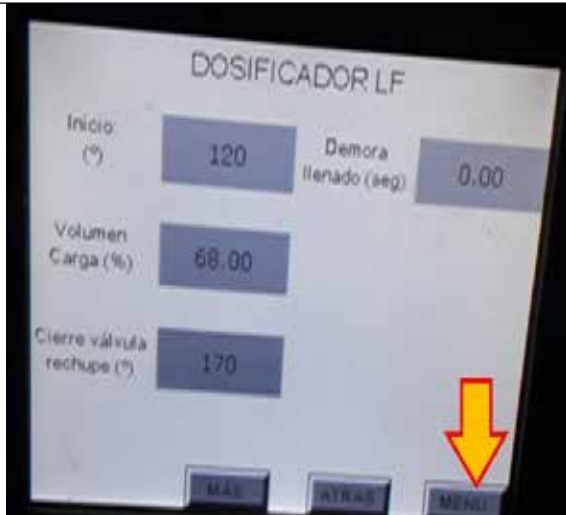 DOSIFICADOR LF
Inicio
(º)
120
Demora
llenado (seg)
0.00
Volumen
Carga (%)
68.00
Cierre válvula
rechupe (º)
170
MÁS
ATRAS
MENU